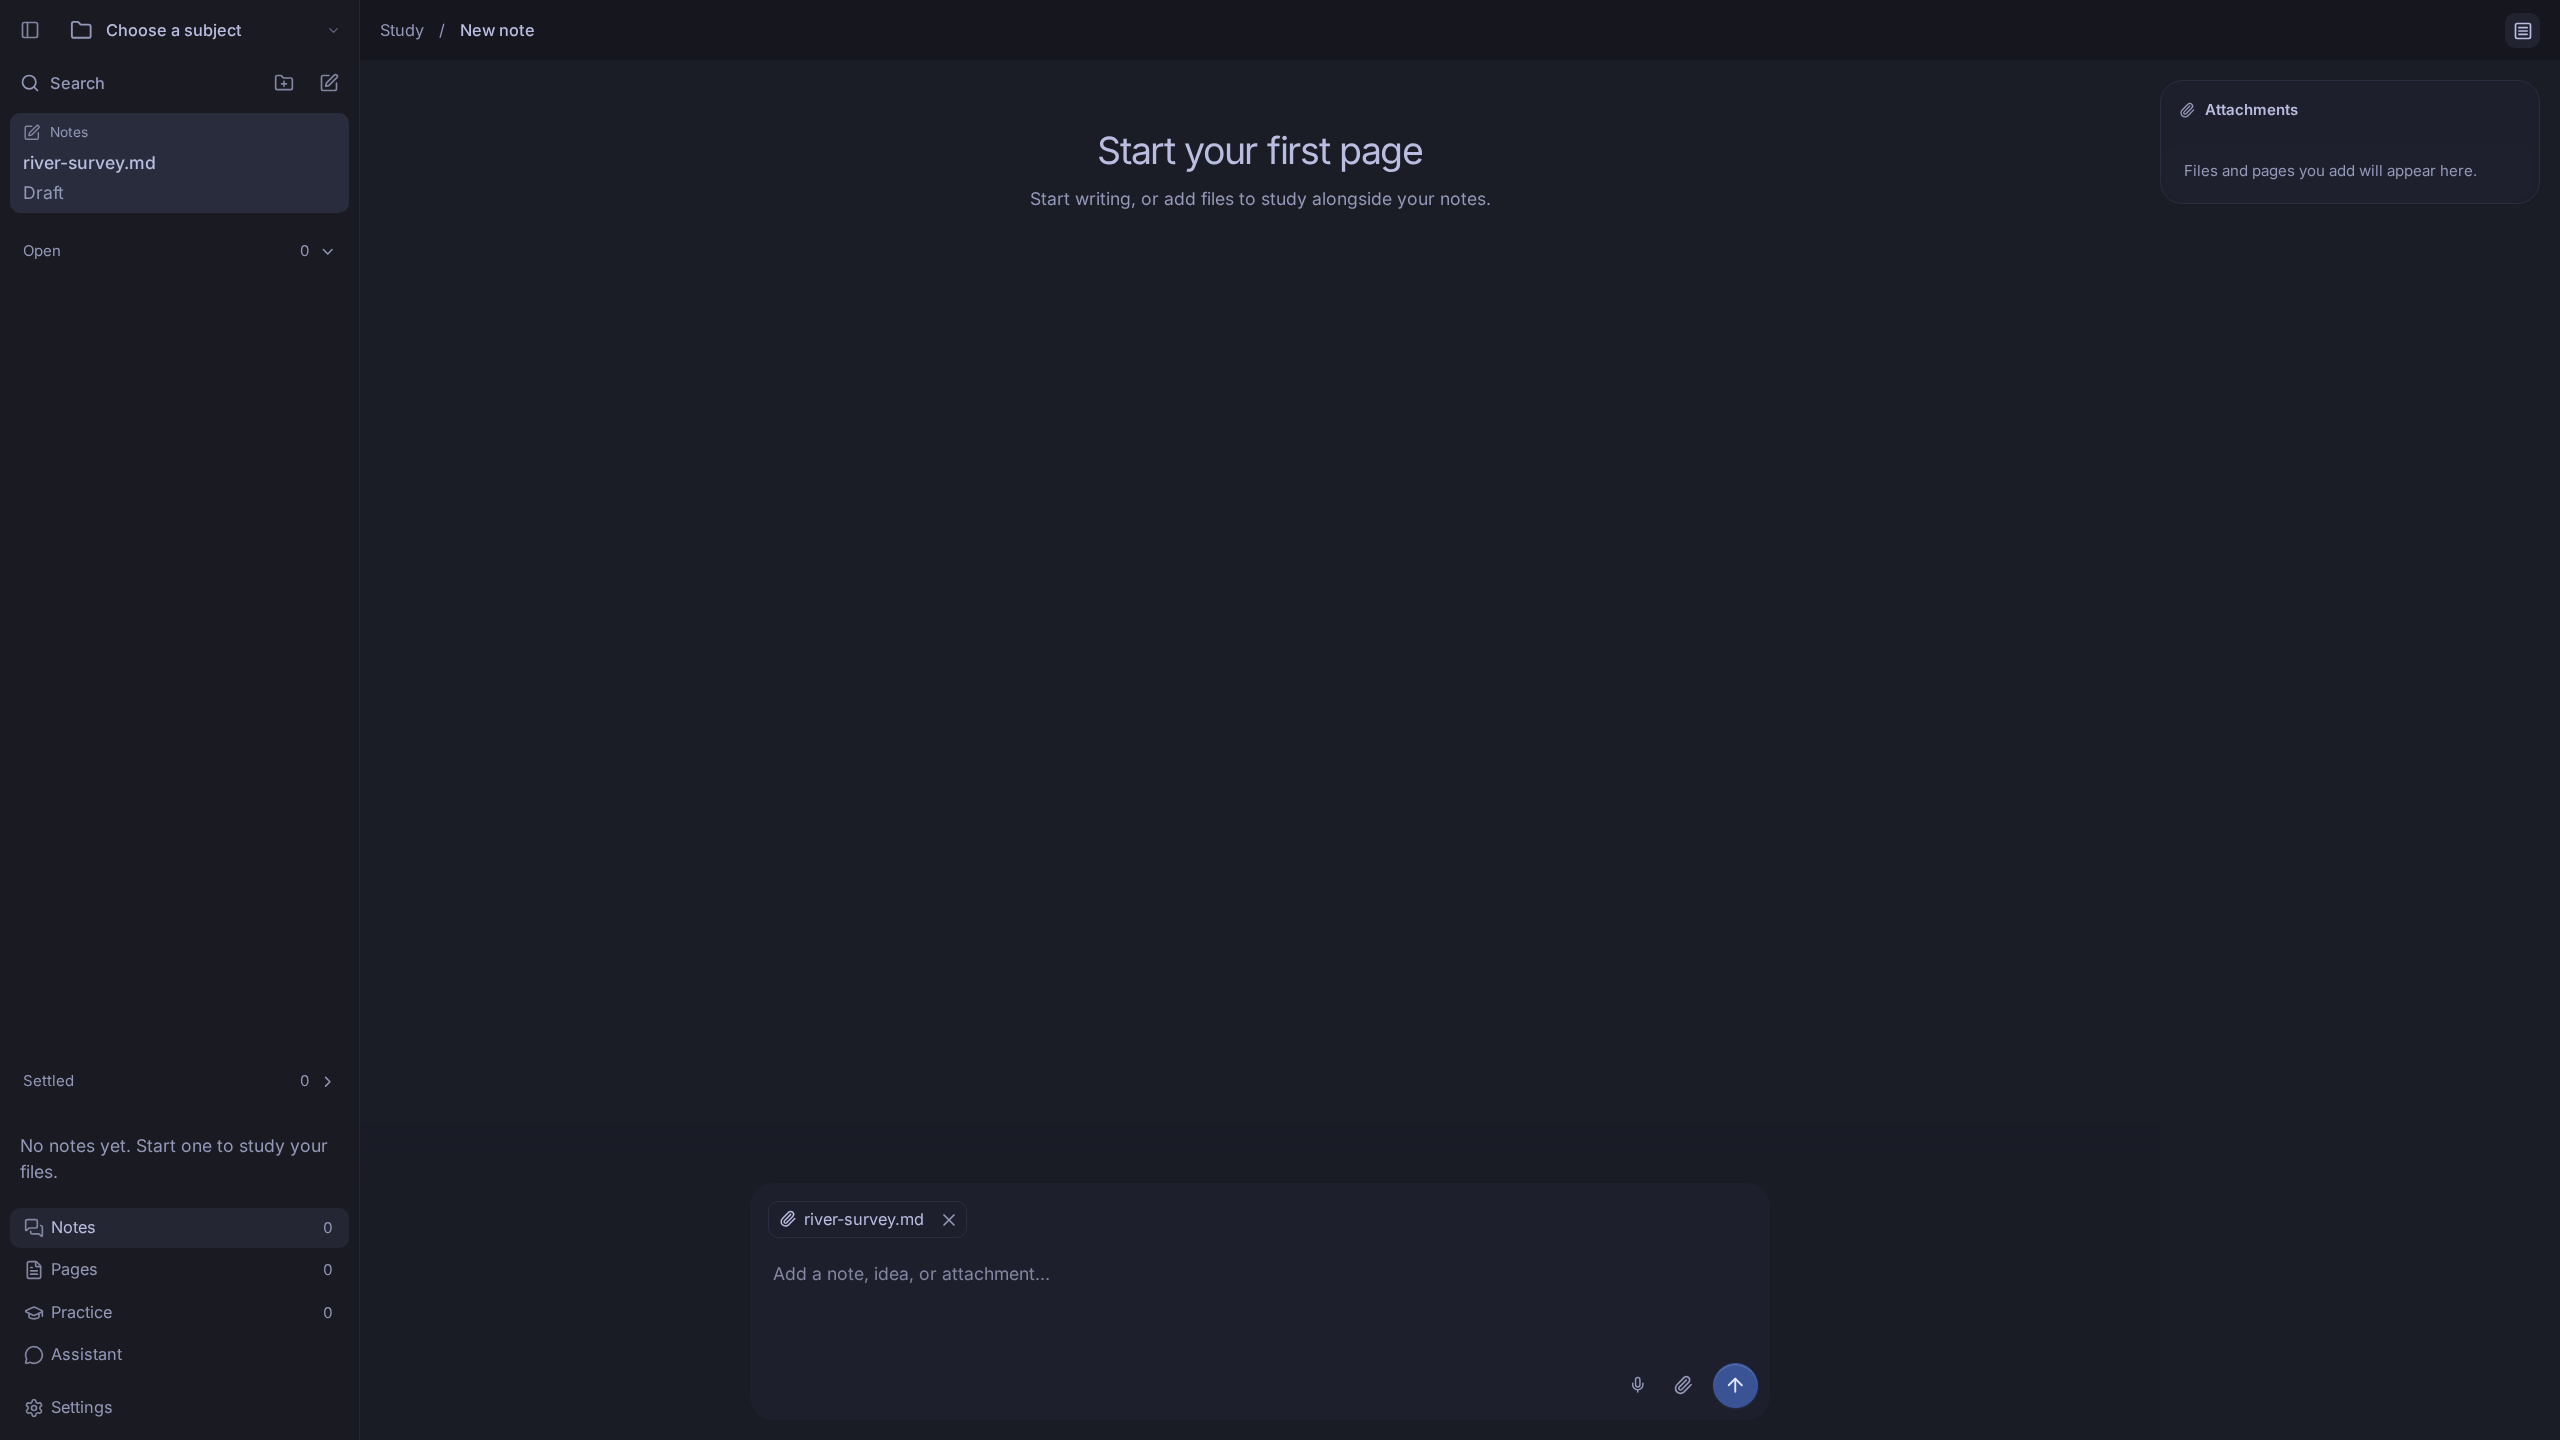 Choose a subject
Search
Notes
river-survey.md
Draft
Open 0
Settled 0
No notes yet. Start one to study your
files.
Notes 0
Pages 0
Practice 0
Assistant
Settings
Study / New note
Start your first page
Start writing, or add files to study alongside your notes.
river-survey.md
Add a note, idea, or attachment...
Attachments
Files and pages you add will appear here.